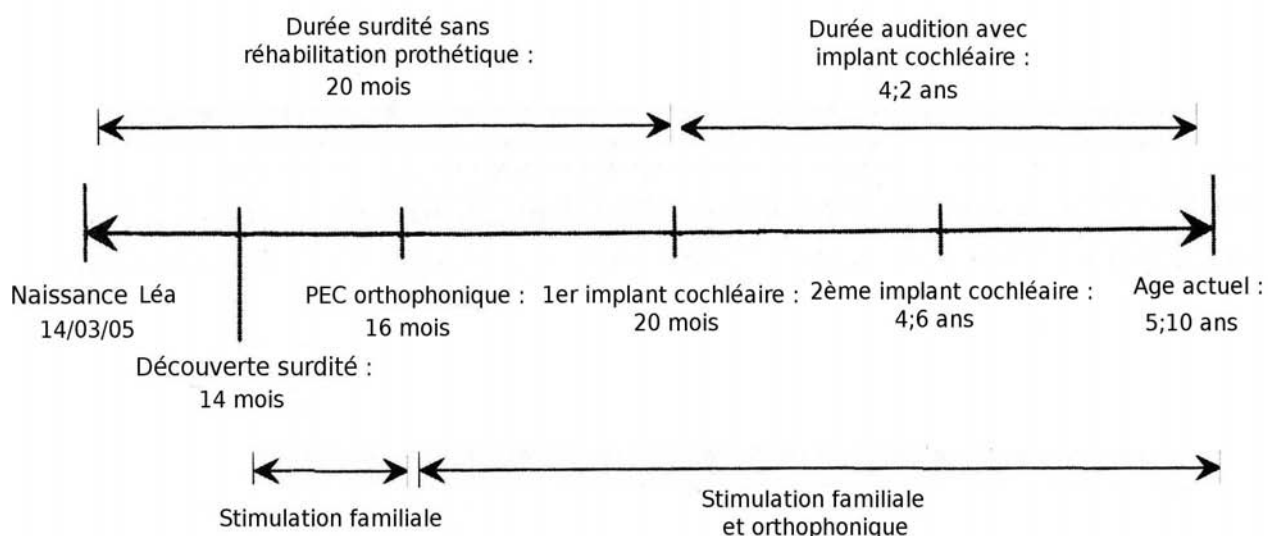 Durée surdité sans
réhabilitation prothétique :
20 mois
Durée audition avec
implant cochléaire :
4;2 ans
Naissance Léa
14/03/05
Découverte surdité :
14 mois
PEC orthophonique :
16 mois
1er implant cochléaire :
20 mois
2ème implant cochléaire :
4;6 ans
Age actuel :
5;10 ans
Stimulation familiale
Stimulation familiale
et orthophonique